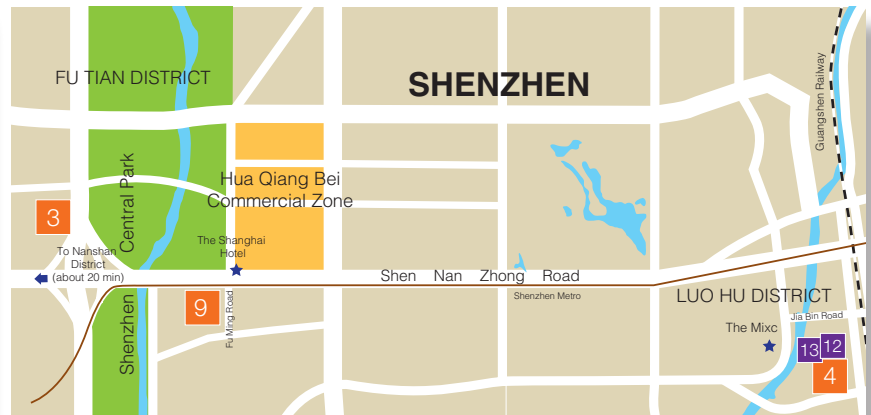 FU TIAN DISTRICT
SHENZHEN
Guangshen Railway
Hua Qiang Bei
Commercial Zone
Central Park
3
The Shanghai
Hotel
To Nanshan
District
(about 20 min)
Shen Nan Zhong Road
Shenzhen Metro
Shenzhen
9
Fu Ming Road
LUO HU DISTRICT
Jia Bin Road
The Mixc
13
12
4